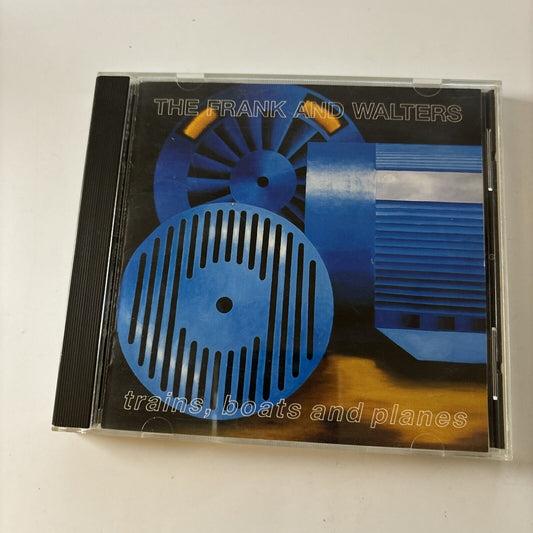 THE FRANK AND WALTERS
trains, boats and planes